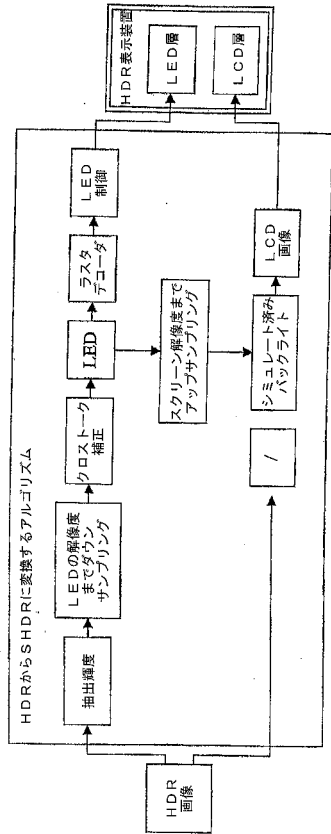 HDRからSHDRに変換するアルゴリズム
HDR
画像
抽出輝度
LEDの解像度
までダウン
サンプリング
クロストーク
補正
LED
ラスタ
デコーダ
LED
制御
スクリーン解像度まで
アップサンプリング
/
シミュレート済み
バックライト
LCD
画像
HDR表示装置
LED層
LCD層